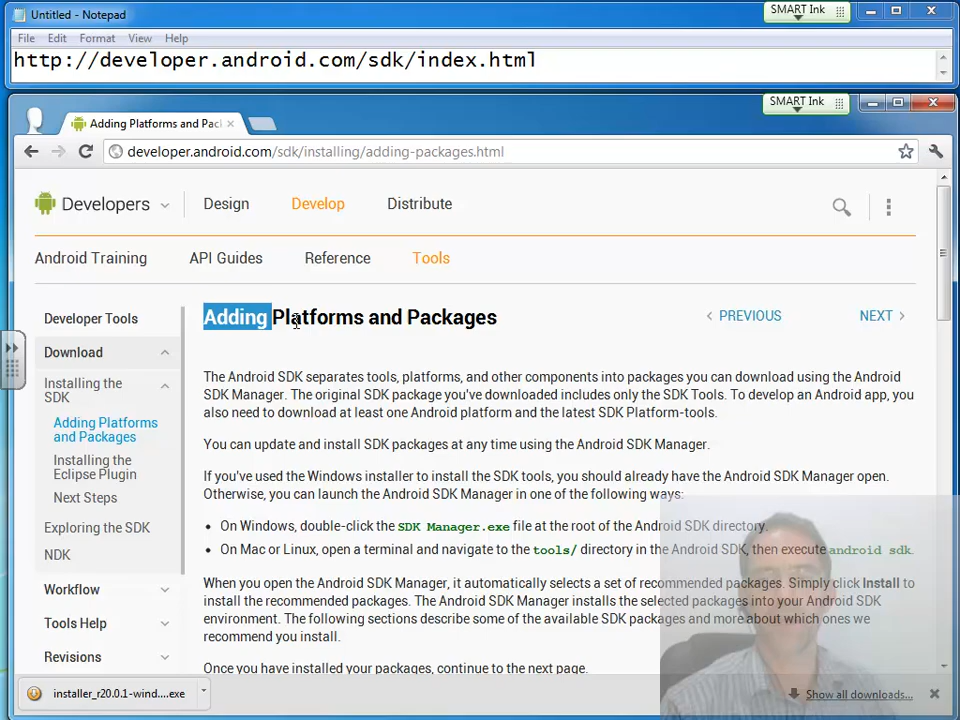 Untitled - Notepad
SMART Ink
File Edit Format View Help
http://developer.android.com/sdk/index.html
SMART Ink
Adding Platforms and Pac
developer.android.com/sdk/installing/adding-packages.html
Developers
Design
Develop
Distribute
Android Training
API Guides
Reference
Tools
Developer Tools
Download
Installing the
SDK
Adding Platforms
and Packages
Installing the
Eclipse Plugin
Next Steps
Exploring the SDK
NDK
Workflow
Tools Help
Revisions
Adding Platforms and Packages
PREVIOUS
NEXT
The Android SDK separates tools, platforms, and other components into packages you can download using the Android
SDK Manager. The original SDK package you've downloaded includes only the SDK Tools. To develop an Android app, you
also need to download at least one Android platform and the latest SDK Platform-tools.
You can update and install SDK packages at any time using the Android SDK Manager.
If you've used the Windows installer to install the SDK tools, you should already have the Android SDK Manager open.
Otherwise, you can launch the Android SDK Manager in one of the following ways:
• On Windows, double-click the SDK Manager.exe file at the root of the Android SDK directory.
• On Mac or Linux, open a terminal and navigate to the tools/ directory in the Android SDK, then execute android sdk.
When you open the Android SDK Manager, it automatically selects a set of recommended packages. Simply click Install to
install the recommended packages. The Android SDK Manager installs the selected packages into your Android SDK
environment. The following sections describe some of the available SDK packages and more about which ones we
recommend you install.
Once you have installed your packages, continue to the next page.
installer_r20.0.1-wind....exe
Show all downloads...